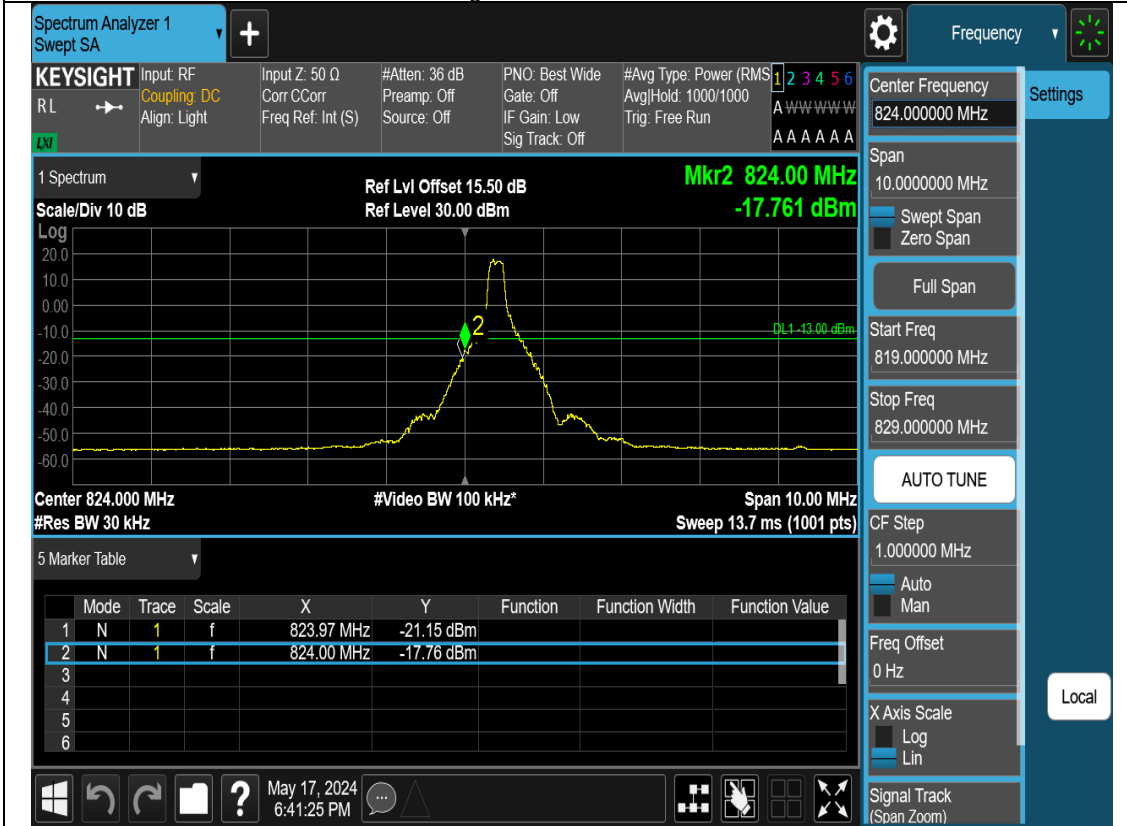 Spectrum Analyzer 1
Swept SA
+
Frequency
KEYSIGHT
R L
LXI
Input: RF
Coupling: DC
Align: Light
Input Z: 50 Ω
Corr CCorr
Freq Ref: Int (S)
#Atten: 36 dB
Preamp: Off
Source: Off
PNO: Best Wide
Gate: Off
IF Gain: Low
Sig Track: Off
#Avg Type: Power (RMS
Avg|Hold: 1000/1000
Trig: Free Run
1 2 3 4 5 6
A W W W W W
A A A A A A
1 Spectrum
Scale/Div 10 dB
Ref Lvl Offset 15.50 dB
Ref Level 30.00 dBm
Mkr2 824.00 MHz
-17.761 dBm
Log
20.0
10.0
0.00
-10.0
-20.0
-30.0
-40.0
-50.0
-60.0
2
DL1 -13.00 dBm
Center 824.000 MHz
#Video BW 100 kHz*
Span 10.00 MHz
#Res BW 30 kHz
Sweep 13.7 ms (1001 pts)
5 Marker Table
Mode Trace Scale X Y Function Function Width Function Value
1 N 1 f 823.97 MHz -21.15 dBm
2 N 1 f 824.00 MHz -17.76 dBm
3
4
5
6
?
May 17, 2024
6:41:25 PM
Center Frequency
824.000000 MHz
Settings
Span
10.0000000 MHz
Swept Span
Zero Span
Full Span
Start Freq
819.000000 MHz
Stop Freq
829.000000 MHz
AUTO TUNE
CF Step
1.000000 MHz
Auto
Man
Freq Offset
0 Hz
Local
X Axis Scale
Log
Lin
Signal Track
(Span Zoom)